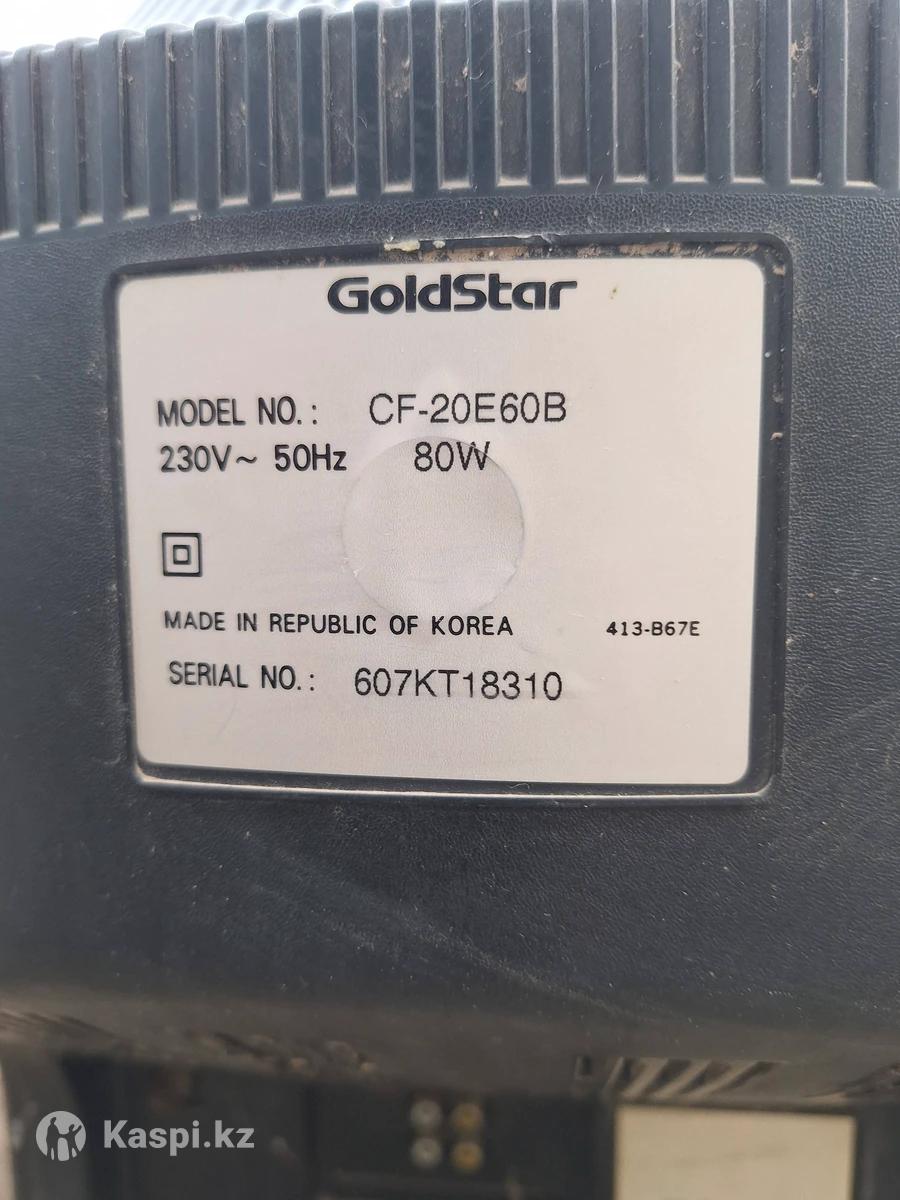 GoldStar
MODEL NO.: CF-20E60B
230V~ 50Hz 80W
MADE IN REPUBLIC OF KOREA 413-B67E
SERIAL NO.: 607KT18310
Kaspi.kz